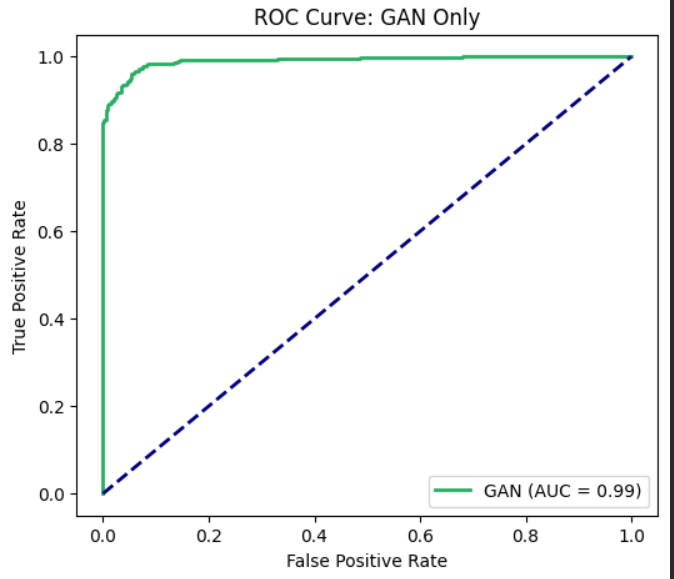 ROC Curve: GAN Only
True Positive Rate
1.0
0.8
0.6
0.4
0.2
0.0
GAN (AUC = 0.99)
0.0 0.2 0.4 0.6 0.8 1.0
False Positive Rate